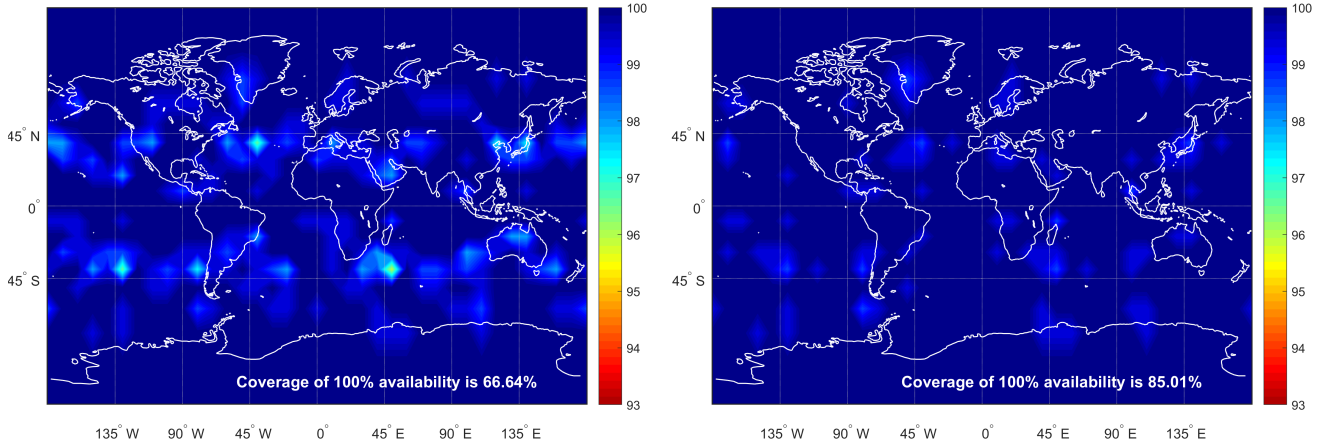 45° N
0°
45° S
135° W
90° W
45° W
0°
45° E
90° E
135° E
Coverage of 100% availability is 66.64%
100
99
98
97
96
95
94
93
45° N
0°
45° S
135° W
90° W
45° W
0°
45° E
90° E
135° E
Coverage of 100% availability is 85.01%
100
99
98
97
96
95
94
93